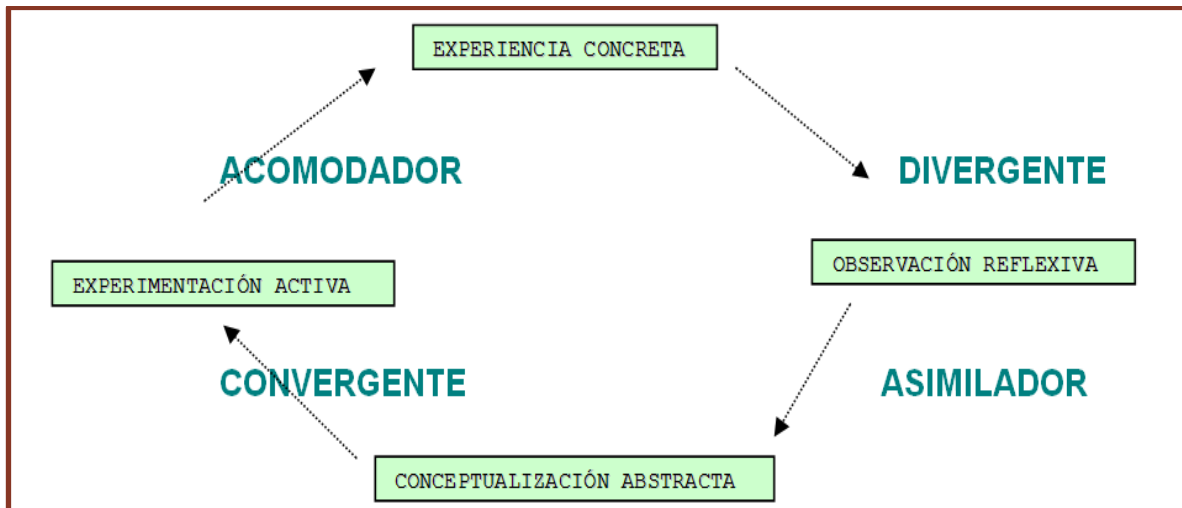 EXPERIENCIA CONCRETA
ACOMODADOR
DIVERGENTE
OBSERVACIÓN REFLEXIVA
EXPERIMENTACIÓN ACTIVA
CONVERGENTE
ASIMILADOR
CONCEPTUALIZACIÓN ABSTRACTA